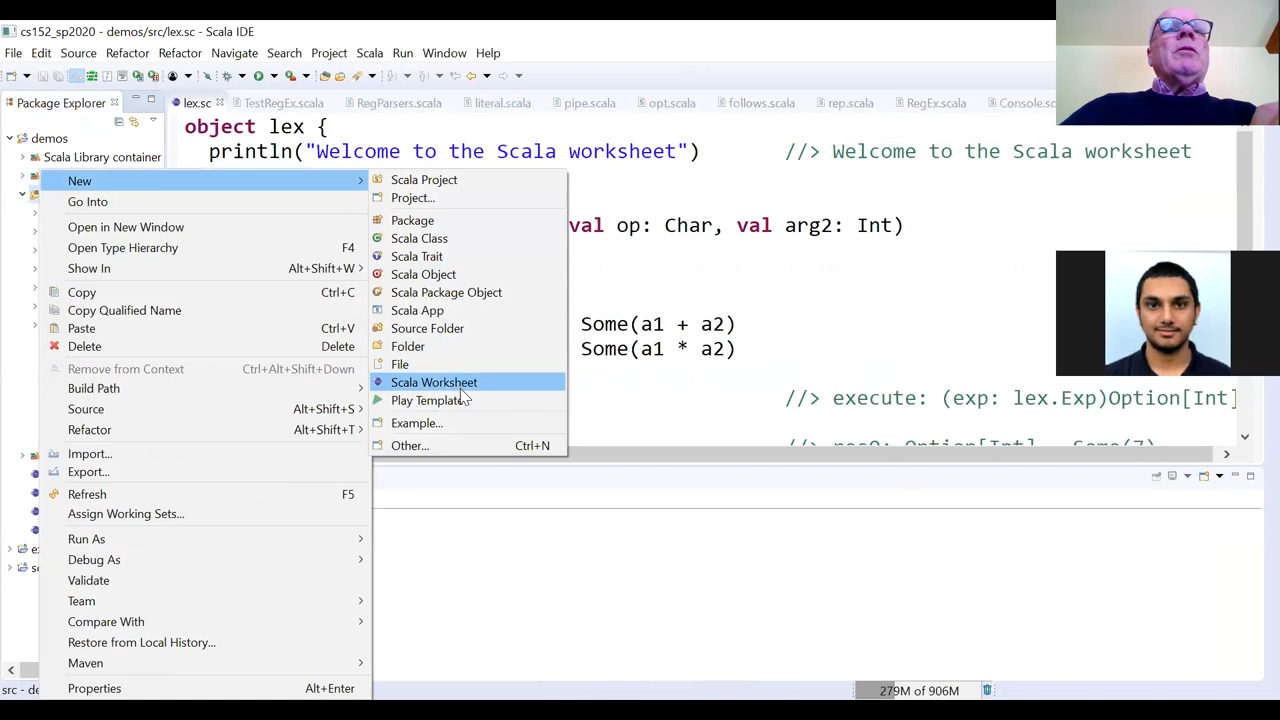 cs152_sp2020 - demos/src/lex.sc - Scala IDE
File Edit Source Refactor Refactor Navigate Search Project Scala Run Window Help
Package Explorer
lex.sc TestRegEx.scala RegParsers.scala literal.scala pipe.scala opt.scala follows.scala rep.scala RegEx.scala Console.sc
demos
Scala Library container
object lex {
println("Welcome to the Scala worksheet") //> Welcome to the Scala worksheet
val op: Char, val arg2: Int)
Some(a1 + a2)
Some(a1 * a2)
//> execute: (exp: lex.Exp)Option[Int]
New
Go Into
Open in New Window
Open Type Hierarchy F4
Show In Alt+Shift+W
Copy Ctrl+C
Copy Qualified Name
Paste Ctrl+V
Delete Delete
Remove from Context Ctrl+Alt+Shift+Down
Build Path
Source Alt+Shift+S
Refactor Alt+Shift+T
Import...
Export...
Refresh F5
Assign Working Sets...
Run As
Debug As
Validate
Team
Compare With
Restore from Local History...
Maven
Properties Alt+Enter
Scala Project
Project...
Package
Scala Class
Scala Trait
Scala Object
Scala Package Object
Scala App
Source Folder
Folder
File
Scala Worksheet
Play Template
Example...
Other... Ctrl+N
src - de
279M of 906M